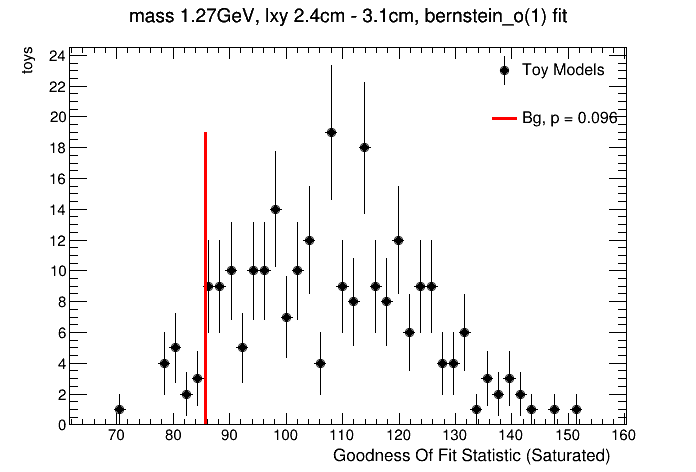 mass 1.27GeV, lxy 2.4cm - 3.1cm, bernstein_o(1) fit
toys
24
22
20
18
16
14
12
10
8
6
4
2
0
Toy Models
Bg, p = 0.096
70 80 90 100 110 120 130 140 150 160
Goodness Of Fit Statistic (Saturated)